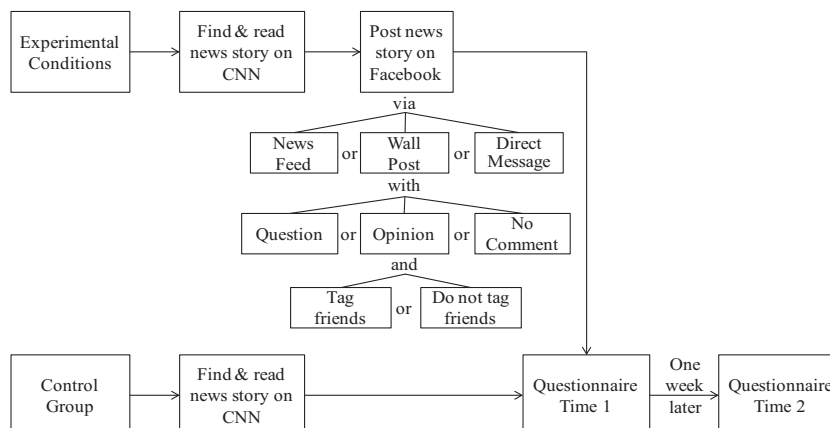 Experimental
Conditions
Find & read
news story on
CNN
Post news
story on
Facebook
via
News
Feed
or
Wall
Post
or
Direct
Message
with
Question
or
Opinion
or
No
Comment
and
Tag
friends
or
Do not tag
friends
Control
Group
Find & read
news story on
CNN
Questionnaire
Time 1
One
week
later
Questionnaire
Time 2